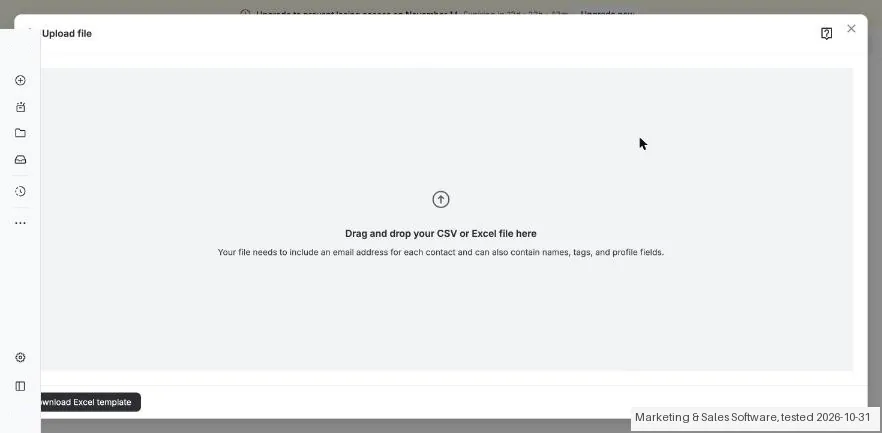 Upload file
Drag and drop your CSV or Excel file here
Your file needs to include an email address for each contact and can also contain names, tags, and profile fields.
wnload Excel template
Marketing & Sales Software, tested 2026-10-31